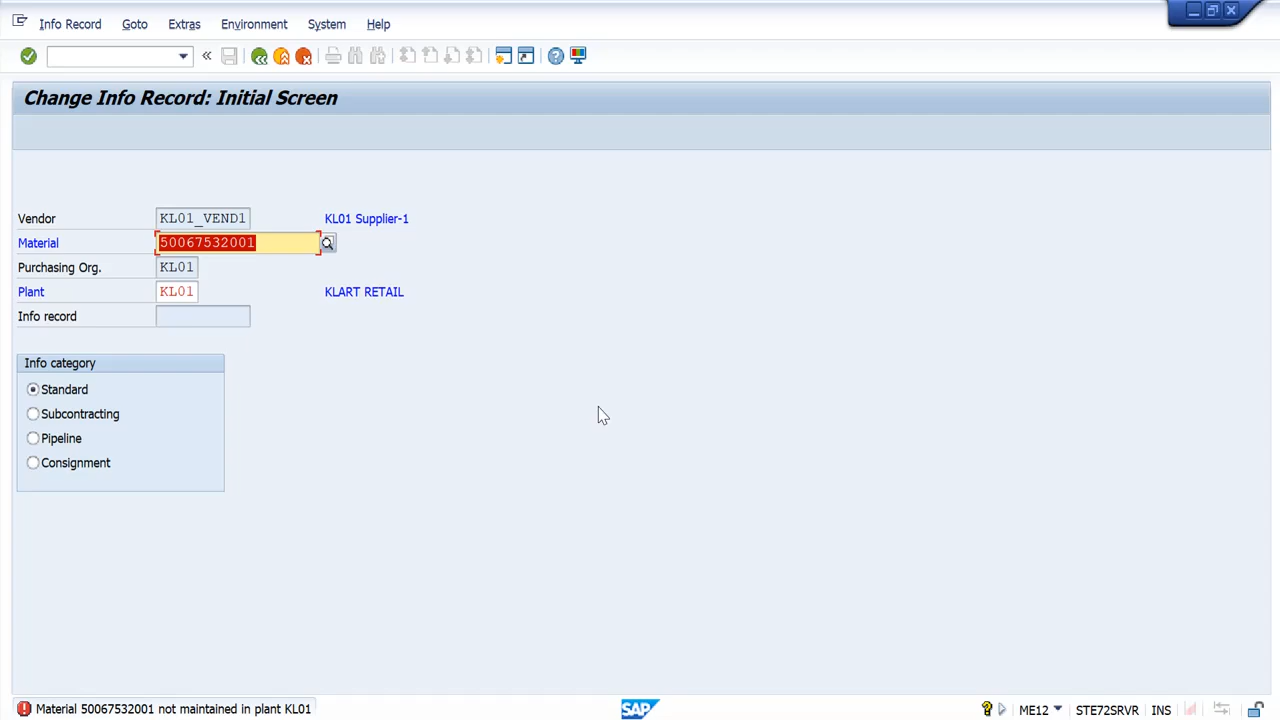 Info Record Goto Extras Environment System Help
Change Info Record: Initial Screen
Vendor KL01_VEND1 KL01 Supplier-1
Material 50067532001
Purchasing Org. KL01
Plant KL01 KLART RETAIL
Info record
Info category
Standard
Subcontracting
Pipeline
Consignment
Material 50067532001 not maintained in plant KL01 SAP ME12 STE72SRVR INS